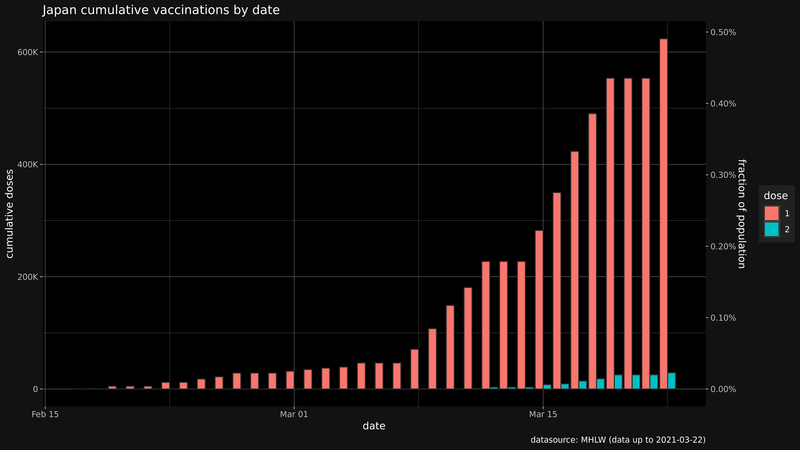 Japan cumulative vaccinations by date
600K
400K
200K
0
cumulative doses
Feb 15
Mar 01
Mar 15
date
0.50%
0.40%
0.30%
0.20%
0.10%
0.00%
fraction of population
dose
1
2
datasource: MHLW (data up to 2021-03-22)